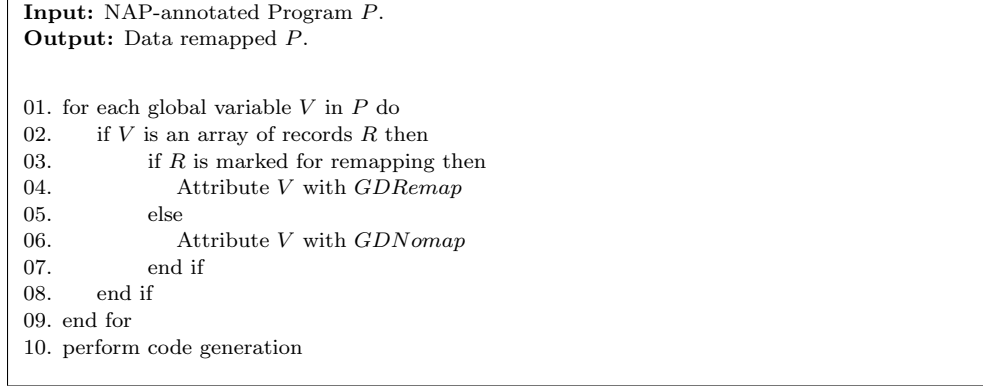 Input: NAP-annotated Program P.
Output: Data remapped P.
01. for each global variable V in P do
02. if V is an array of records R then
03. if R is marked for remapping then
04. Attribute V with GDRemap
05. else
06. Attribute V with GDNomap
07. end if
08. end if
09. end for
10. perform code generation